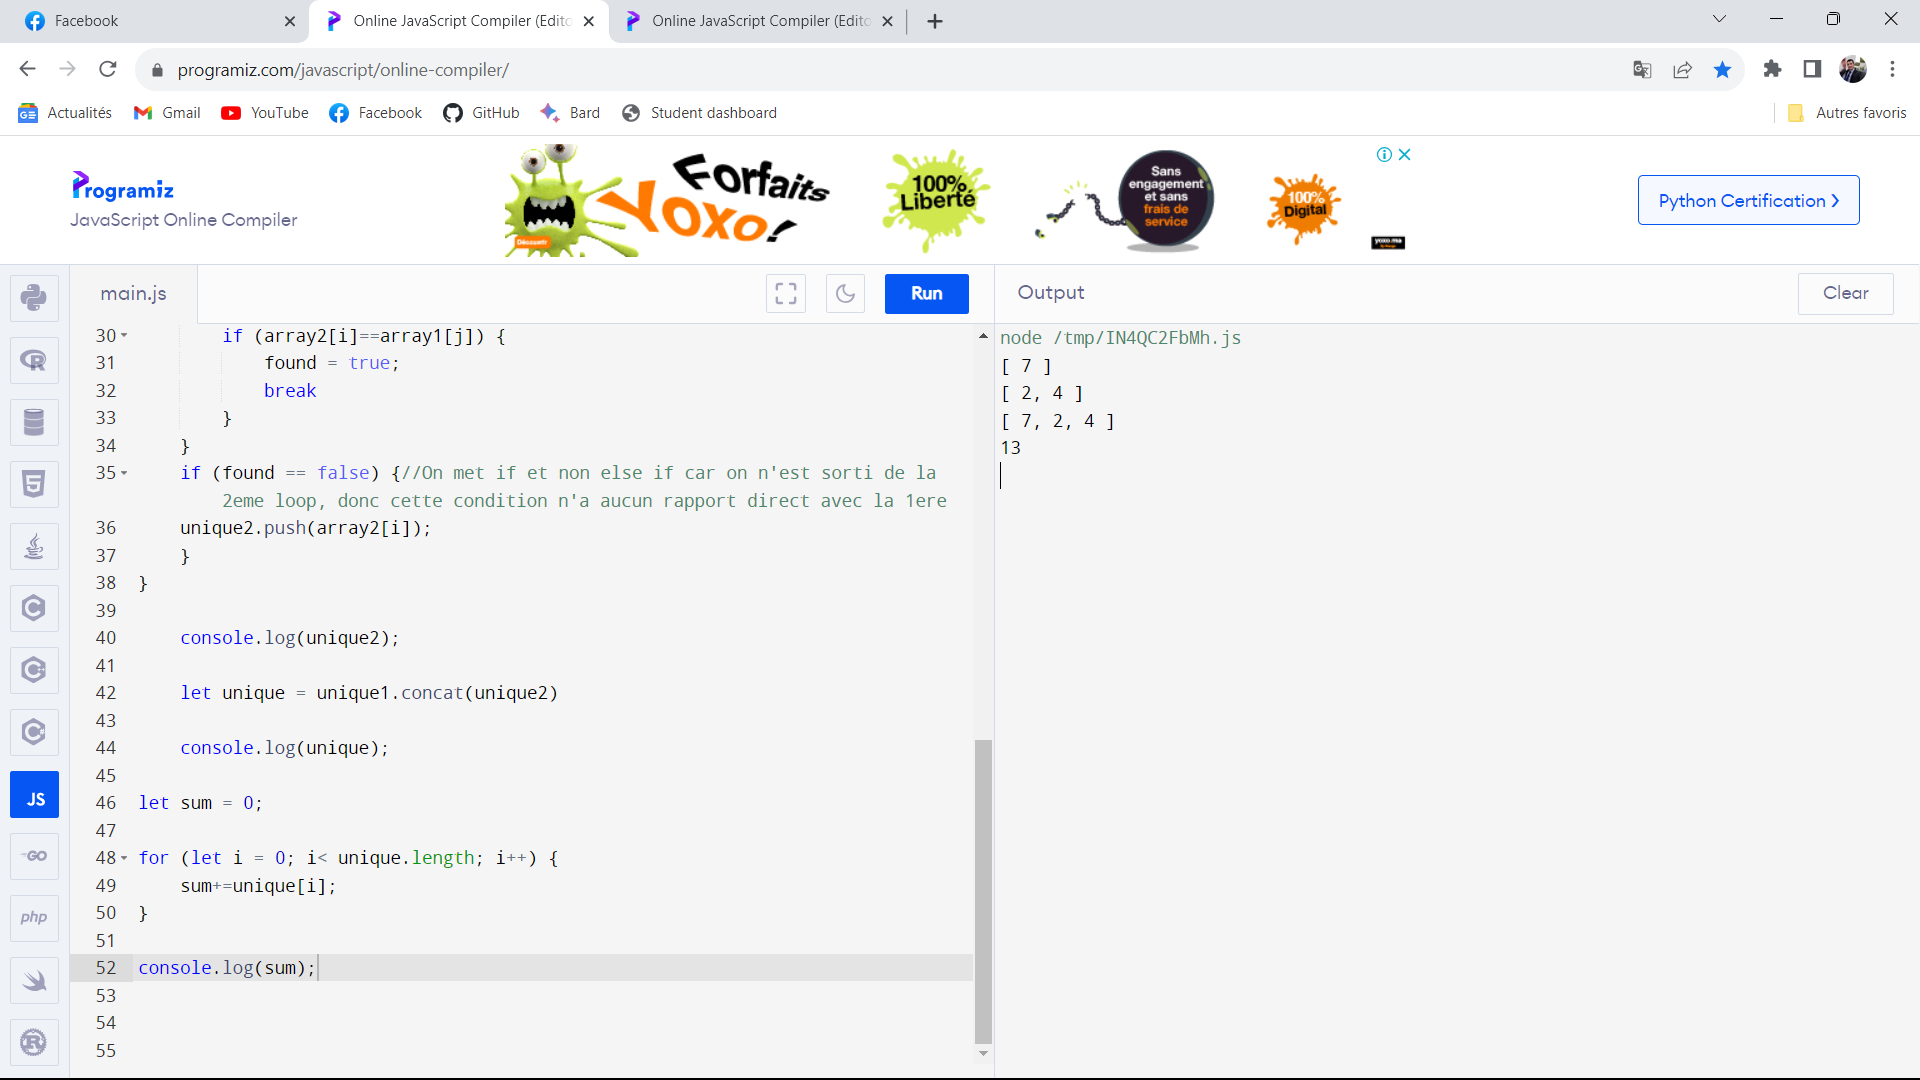 Facebook
Online JavaScript Compiler (Edito
Online JavaScript Compiler (Edito
programiz.com/javascript/online-compiler/
Actualités
Gmail
YouTube
Facebook
GitHub
Bard
Student dashboard
Autres favoris
Programiz
JavaScript Online Compiler
Découvrir
Forfaits
YOXO!
100%
Liberté
Sans
engagement
et sans
frais de
service
100%
Digital
yoxo.ma
Python Certification >
main.js
Run
Output
Clear
30 if (array2[i]==array1[j]) {
31 found = true;
32 break
33 }
34 }
35 if (found == false) {//On met if et non else if car on n'est sorti de la
2eme loop, donc cette condition n'a aucun rapport direct avec la 1ere
36 unique2.push(array2[i]);
37 }
38 }
39
40 console.log(unique2);
41
42 let unique = unique1.concat(unique2)
43
44 console.log(unique);
45
46 let sum = 0;
47
48 for (let i = 0; i< unique.length; i++) {
49 sum+=unique[i];
50 }
51
52 console.log(sum);
53
54
55
node /tmp/IN4QC2FbMh.js
[ 7 ]
[ 2, 4 ]
[ 7, 2, 4 ]
13
R
5
C
C
C
JS
GO
php
R